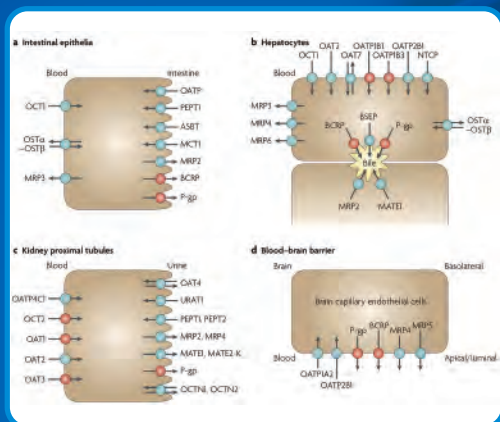 a Intestinal epithelia
Blood
Intestine
OCT1
OSTα
–OSTβ
MRP3
OATP
PEPT1
ASBT
MCT1
MRP2
BCRP
P-gp
b Hepatocytes
OCT1
OAT2
OAT7
OATP1B1
OATP1B3
OATP2B1
NTCP
Blood
MRP3
MRP4
MRP6
BCRP
BSEP
P-gp
Bile
OSTα
–OSTβ
MRP2
MATE1
c Kidney proximal tubules
Blood
Urine
OATP4C1
OCT2
OAT1
OAT2
OAT3
OAT4
URAT1
PEPT1, PEPT2
MRP2, MRP4
MATE1, MATE2-K
P-gp
OCTN1, OCTN2
d Blood–brain barrier
Brain
Basolateral
Brain capillary endothelial cells
P-gp
BCRP
MRP4
MRP5
Blood
Apical/luminal
OATP1A2
OATP2B1